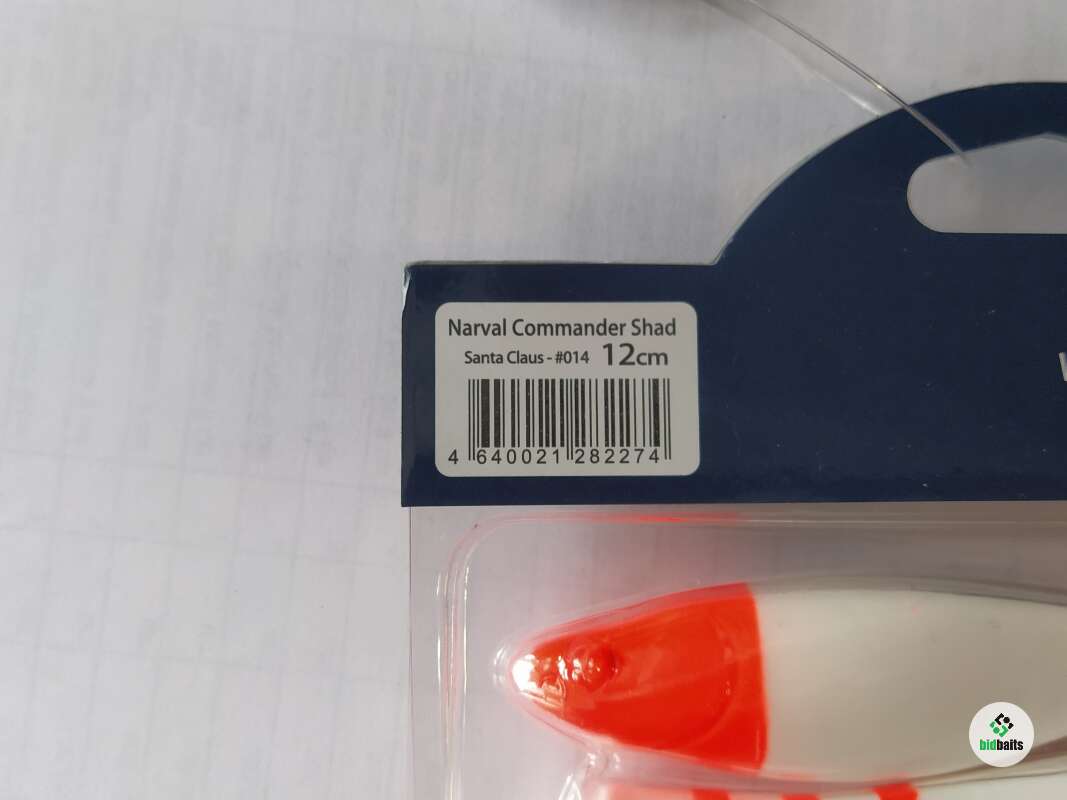 Narval Commander Shad
Santa Claus - #014 12cm
4 640021 282274
bidbaits